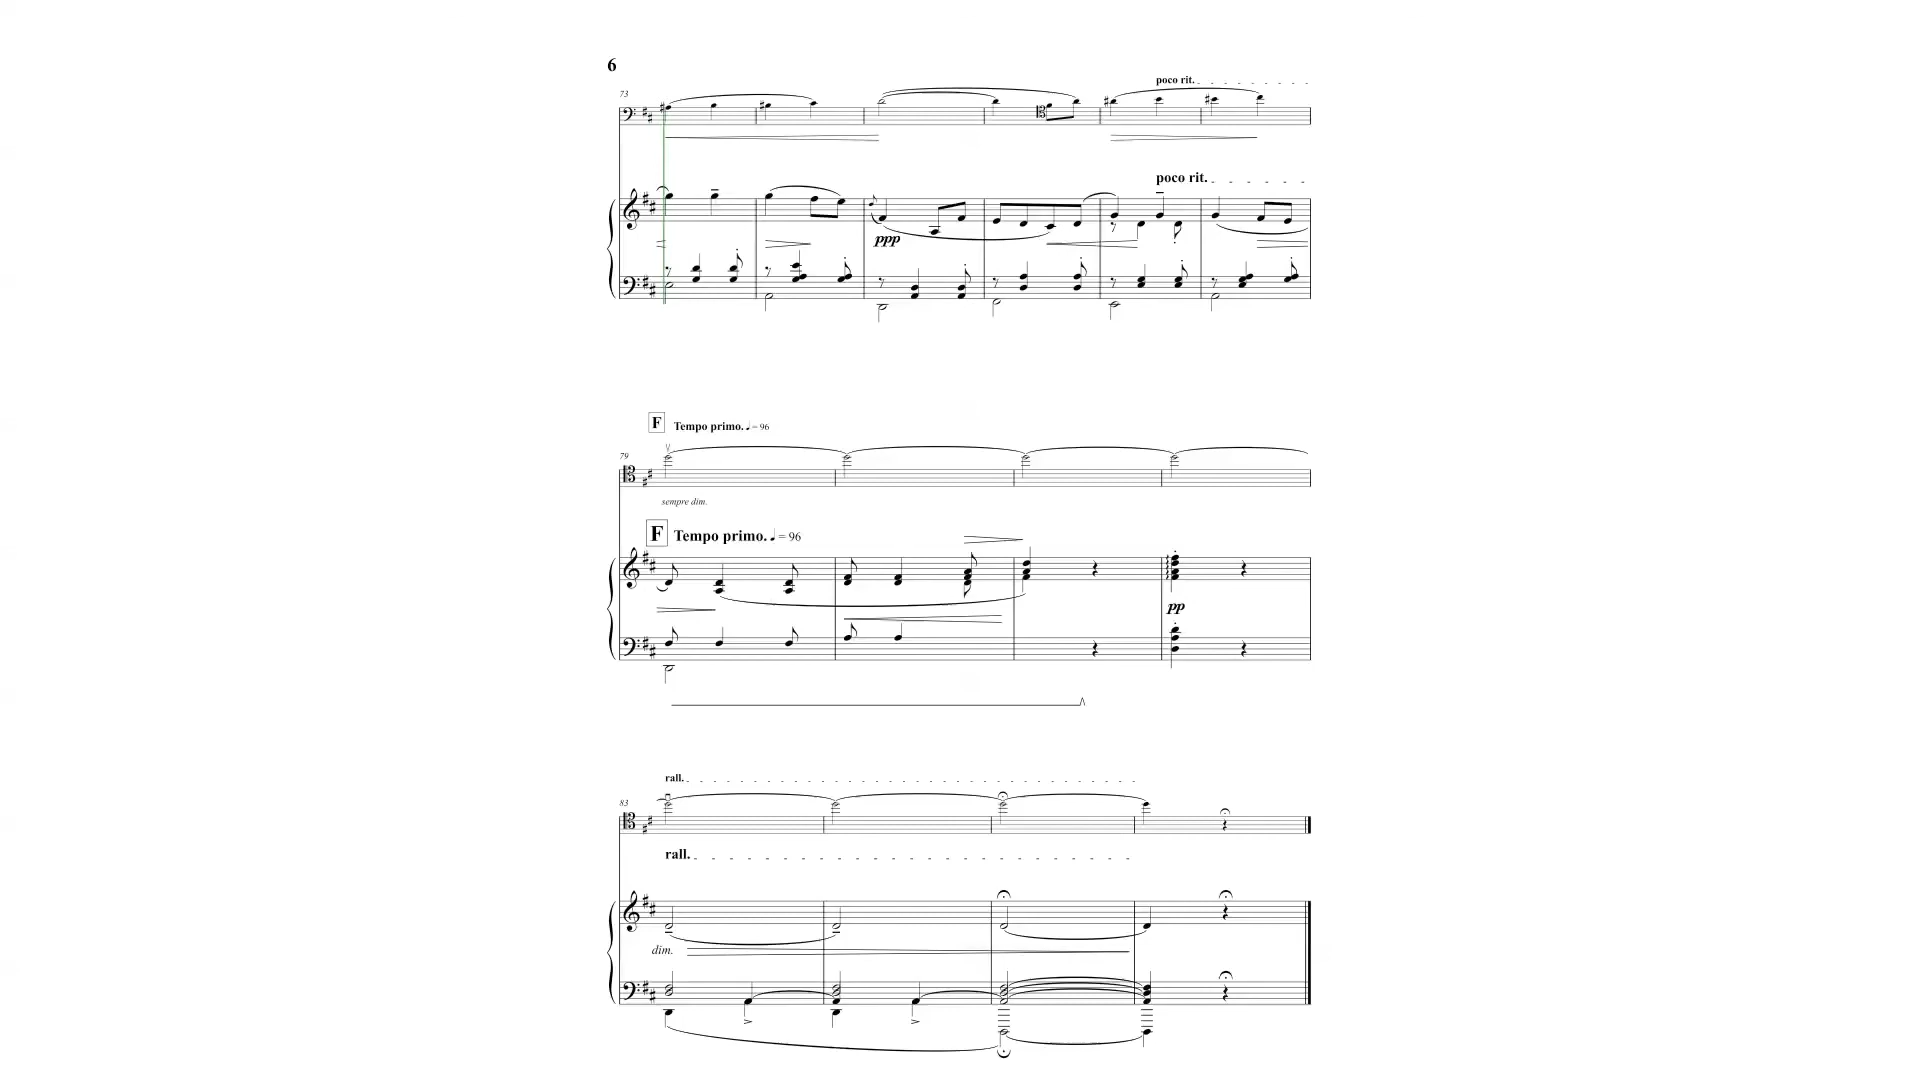 6
poco rit.
73
poco rit.
ppp
F Tempo primo. ♩ = 96
79
sempre dim.
F Tempo primo. ♩ = 96
pp
rall.
83
rall.
dim.